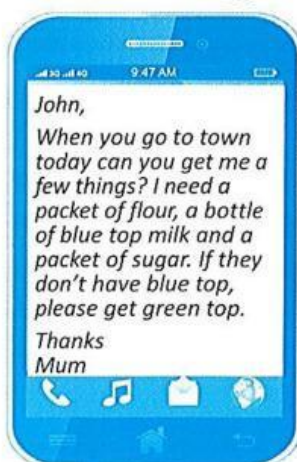 3G 4G 9:47 AM
John,
When you go to town
today can you get me a
few things? I need a
packet of flour, a bottle
of blue top milk and a
packet of sugar. If they
don't have blue top,
please get green top.
Thanks
Mum